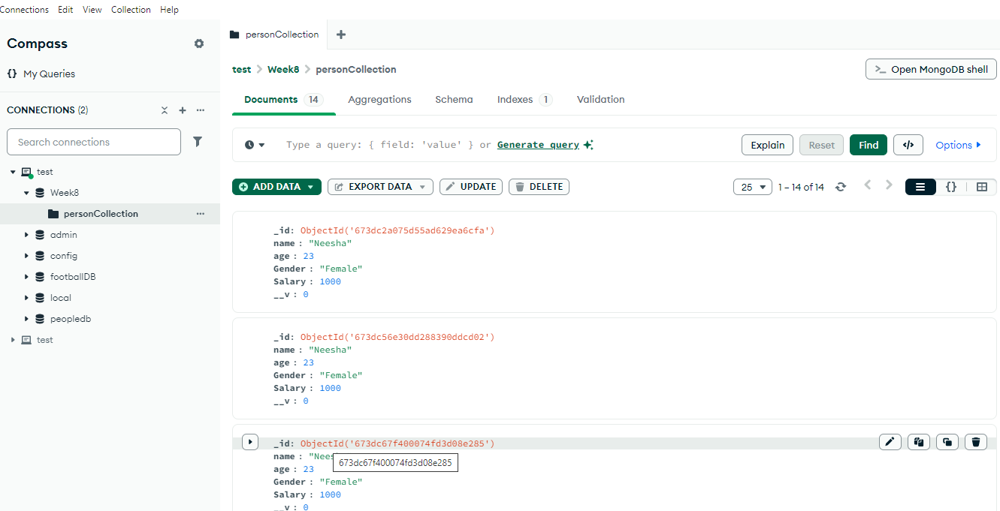 Connections Edit View Collection Help
Compass
{} My Queries
CONNECTIONS (2)
Search connections
test
Week8
personCollection
admin
config
footballDB
local
peopledb
test
personCollection
test > Week8 > personCollection
>_ Open MongoDB shell
Documents 14 Aggregations Schema Indexes 1 Validation
Type a query: { field: 'value' } or Generate query
Explain Reset Find </> Options
ADD DATA EXPORT DATA UPDATE DELETE
25 1 – 14 of 14 {}
_id: ObjectId('673dc2a075d55ad629ea6cfa')
name : "Neesha"
age : 23
Gender : "Female"
Salary : 1000
__v : 0
_id: ObjectId('673dc56e30dd288390ddcd02')
name : "Neesha"
age : 23
Gender : "Female"
Salary : 1000
__v : 0
_id: ObjectId('673dc67f400074fd3d08e285')
name : "Nees
673dc67f400074fd3d08e285
age : 23
Gender : "Female"
Salary : 1000
__v : 0